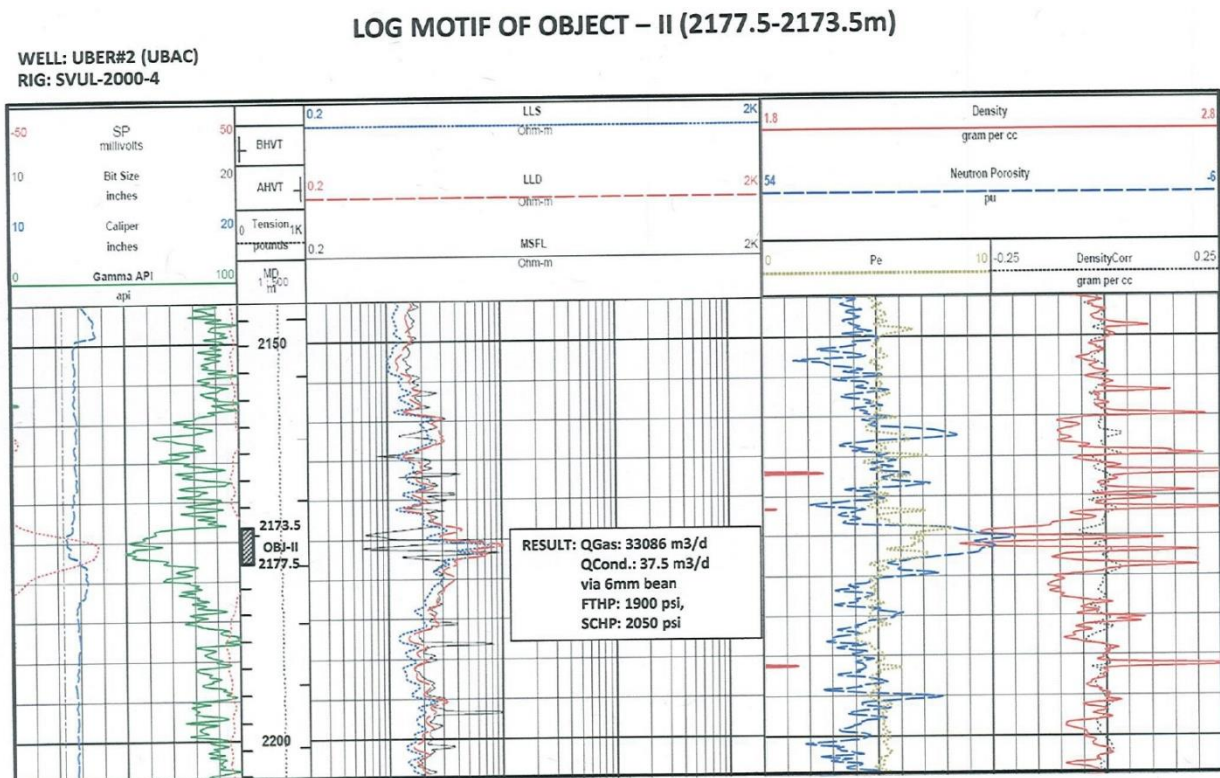 LOG MOTIF OF OBJECT – II (2177.5-2173.5m)
WELL: UBER#2 (UBAC)
RIG: SVUL-2000-4
-50 SP 50
millivolts
10 Bit Size 20
inches
10 Caliper 20
inches
0 Gamma API 100
api
BHVT
AHVT
0 Tension 1K
pounds
MD
1 : 500
m
0.2 LLS 2K
Ohm-m
0.2 LLD 2K
Ohm-m
0.2 MSFL 2K
Ohm-m
1.8 Density 2.8
gram per cc
54 Neutron Porosity -6
pu
0 Pe 10
-0.25 DensityCorr 0.25
gram per cc
2150
2173.5
OBJ-II
2177.5
2200
RESULT: QGas: 33086 m3/d
QCond.: 37.5 m3/d
via 6mm bean
FTHP: 1900 psi,
SCHP: 2050 psi